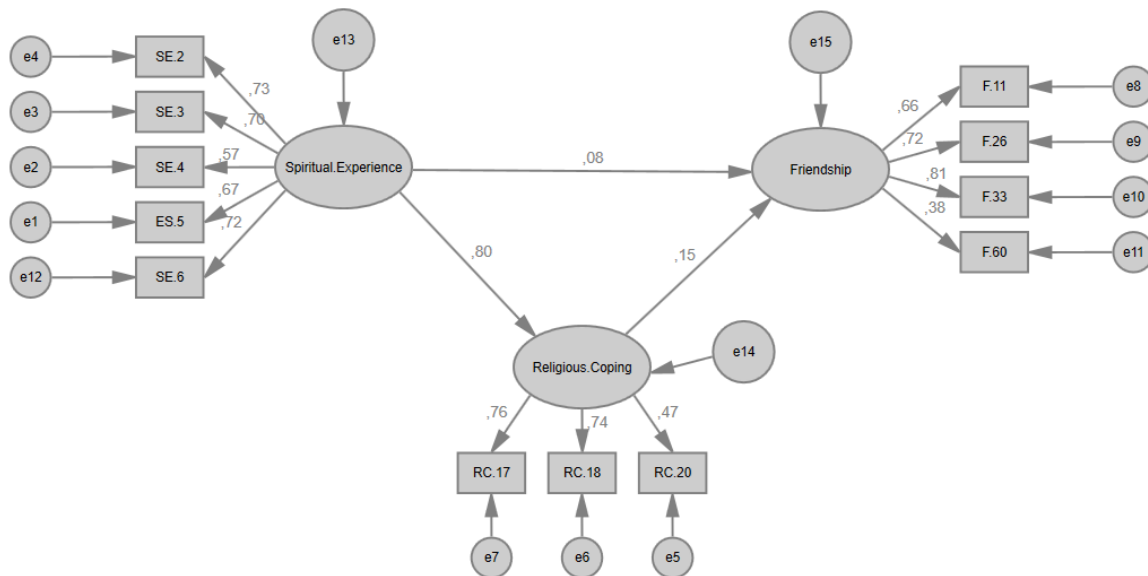 e13
e15
e4
SE.2
,73
e3
SE.3
,70
e2
SE.4
,57
e1
ES.5
,67
e12
SE.6
,72
Spiritual.Experience
,08
Friendship
,66
F.11
e8
,72
F.26
e9
,81
F.33
e10
,38
F.60
e11
,80
,15
Religious.Coping
e14
,76
,74
,47
RC.17
RC.18
RC.20
e7
e6
e5